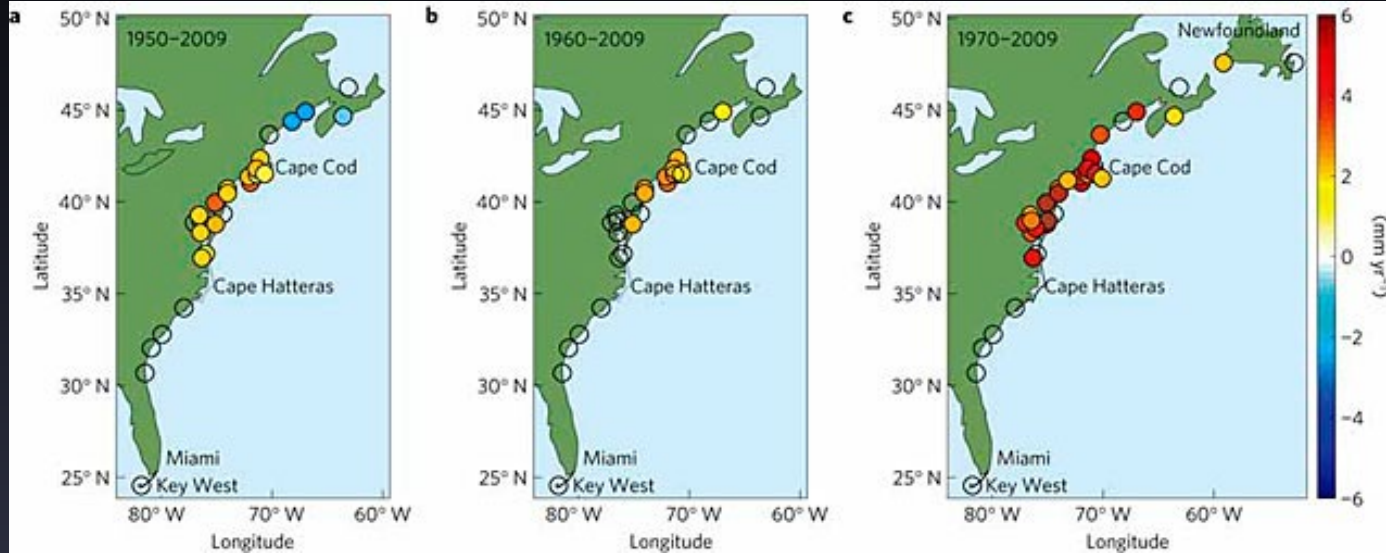 a
50° N
1950–2009
45° N
Cape Cod
40° N
Latitude
Cape Hatteras
35° N
30° N
Miami
25° N
Key West
80° W 70° W 60° W
Longitude
b
50° N
1960–2009
45° N
Cape Cod
40° N
Latitude
Cape Hatteras
35° N
30° N
Miami
25° N
Key West
80° W 70° W 60° W
Longitude
c
50° N
Newfoundland
1970–2009
45° N
Cape Cod
40° N
Latitude
Cape Hatteras
35° N
30° N
Miami
25° N
Key West
80° W 70° W 60° W
Longitude
6
4
2
0
−2
−4
−6
(mm yr⁻¹)